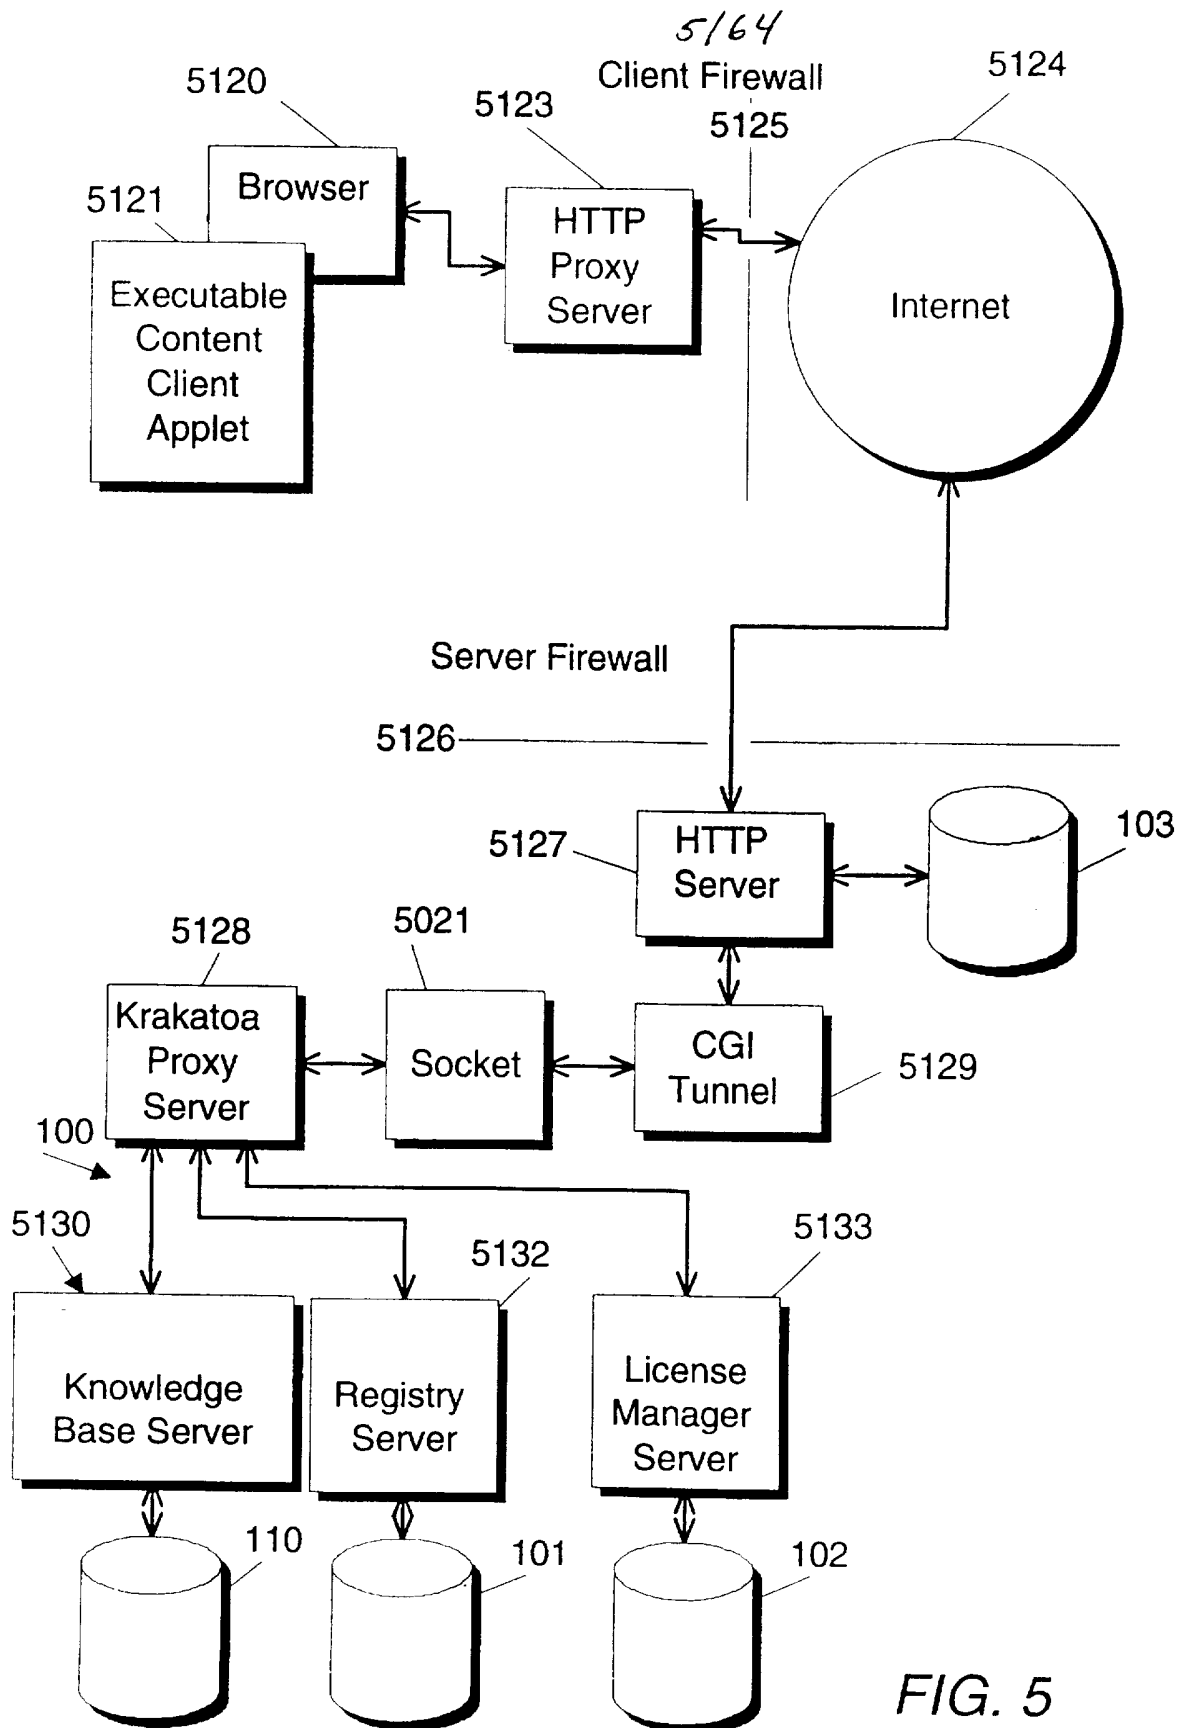 5/64
Client Firewall
5120
5123
5125
5124
5121
Browser
HTTP
Proxy
Server
Executable
Content
Client
Applet
Internet
Server Firewall
5126
5127
HTTP
Server
103
5128
5021
Krakatoa
Proxy
Server
Socket
CGI
Tunnel
5129
100
5130
5132
5133
Knowledge
Base Server
Registry
Server
License
Manager
Server
110
101
102
FIG. 5